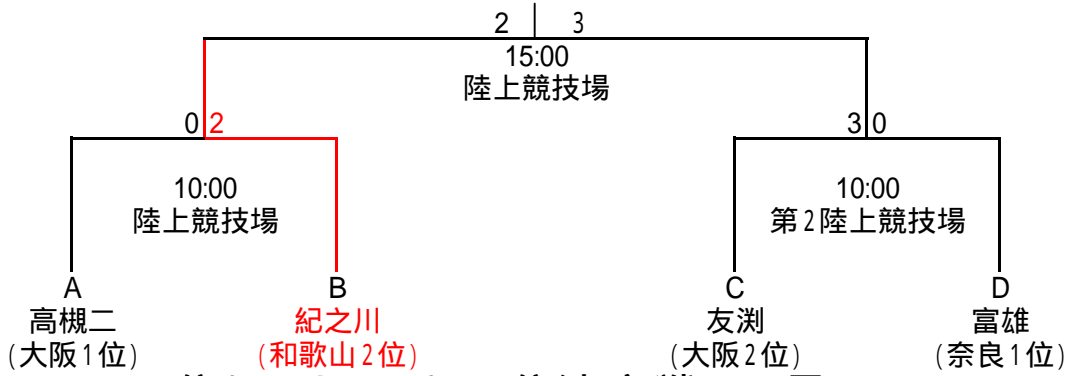 2 3
15:00
陸上競技場
0 2
3 0
10:00
陸上競技場
10:00
第2陸上競技場
A
B
C
D
高槻二
紀之川
友渕
富雄
(大阪1位)
(和歌山2位)
(大阪2位)
(奈良1位)